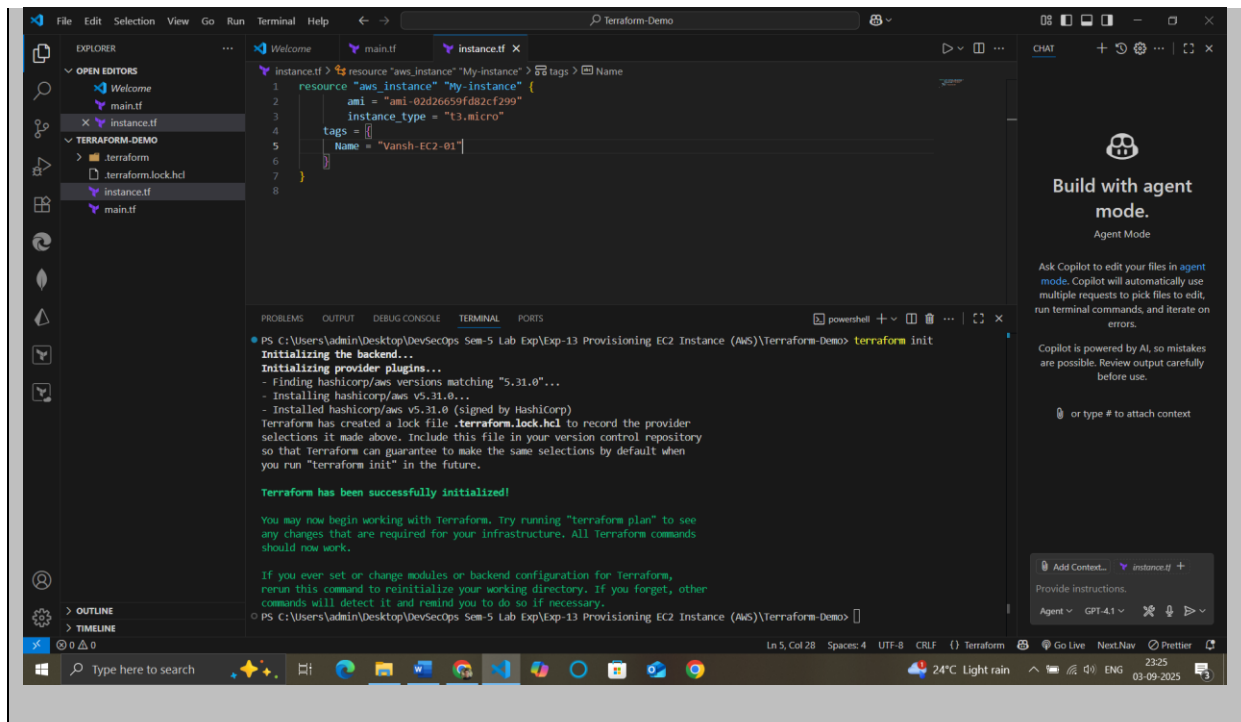 File Edit Selection View Go Run Terminal Help
Terraform-Demo
EXPLORER
OPEN EDITORS
Welcome
main.tf
instance.tf
TERRAFORM-DEMO
.terraform
.terraform.lock.hcl
instance.tf
main.tf
OUTLINE
TIMELINE
Welcome main.tf instance.tf
instance.tf > resource "aws_instance" "My-instance" > tags > Name
1 resource "aws_instance" "My-instance" {
2 ami = "ami-02d26659fd82cf299"
3 instance_type = "t3.micro"
4 tags = {
5 Name = "Vansh-EC2-01"
6 }
7 }
8
PROBLEMS OUTPUT DEBUG CONSOLE TERMINAL PORTS
powershell
PS C:\Users\admin\Desktop\DevSecOps Sem-5 Lab Exp\Exp-13 Provisioning EC2 Instance (AWS)\Terraform-Demo> terraform init
Initializing the backend...
Initializing provider plugins...
- Finding hashicorp/aws versions matching "5.31.0"...
- Installing hashicorp/aws v5.31.0...
- Installed hashicorp/aws v5.31.0 (signed by HashiCorp)
Terraform has created a lock file .terraform.lock.hcl to record the provider
selections it made above. Include this file in your version control repository
so that Terraform can guarantee to make the same selections by default when
you run "terraform init" in the future.
Terraform has been successfully initialized!
You may now begin working with Terraform. Try running "terraform plan" to see
any changes that are required for your infrastructure. All Terraform commands
should now work.
If you ever set or change modules or backend configuration for Terraform,
rerun this command to reinitialize your working directory. If you forget, other
commands will detect it and remind you to do so if necessary.
PS C:\Users\admin\Desktop\DevSecOps Sem-5 Lab Exp\Exp-13 Provisioning EC2 Instance (AWS)\Terraform-Demo>
CHAT
Build with agent
mode.
Agent Mode
Ask Copilot to edit your files in agent
mode. Copilot will automatically use
multiple requests to pick files to edit,
run terminal commands, and iterate on
errors.
Copilot is powered by AI, so mistakes
are possible. Review output carefully
before use.
or type # to attach context
Add Context... instance.tf
Provide instructions.
Agent GPT-4.1
0 0
Ln 5, Col 28 Spaces: 4 UTF-8 CRLF {} Terraform Go Live Next.Nav Prettier
Type here to search
24°C Light rain
ENG
23:25
03-09-2025
3